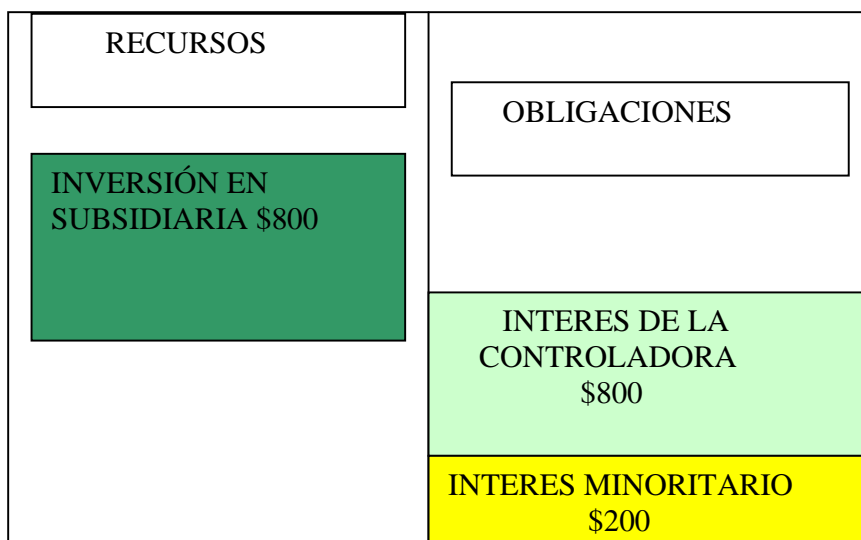 RECURSOS
INVERSIÓN EN
SUBSIDIARIA $800
OBLIGACIONES
INTERES DE LA
CONTROLADORA
$800
INTERES MINORITARIO
$200